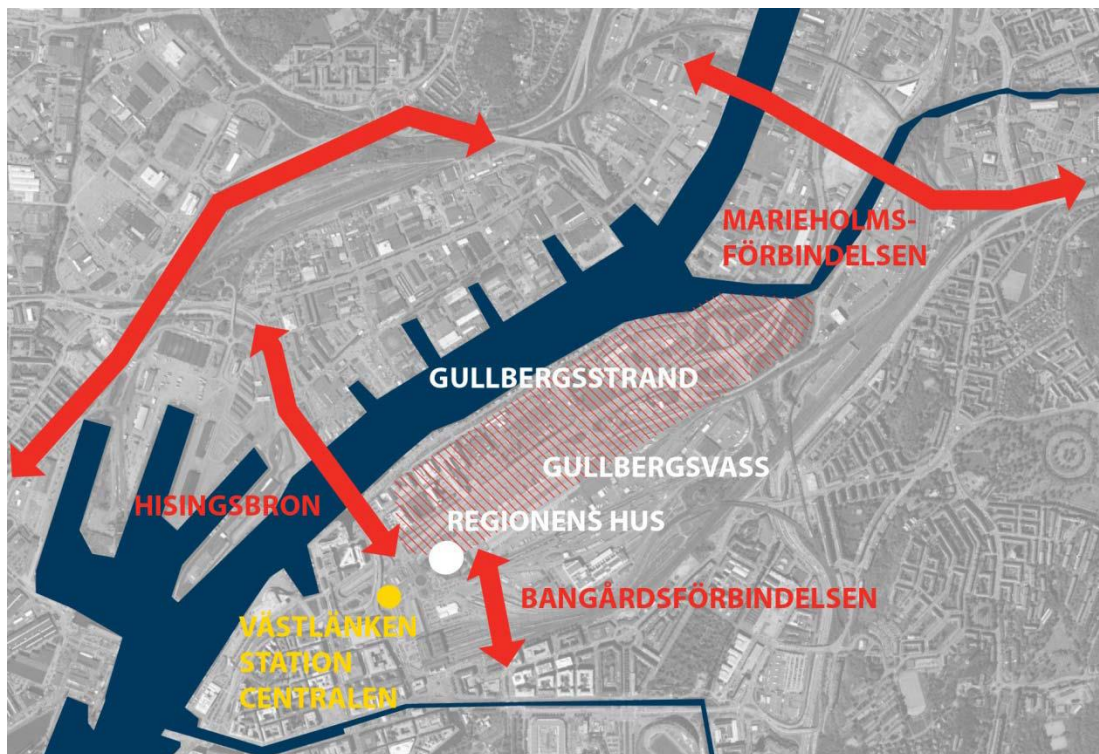 MARIEHOLMS-
FÖRBINDELSEN
GULLBERGSSTRAND
GULLBERGSVASS
HISINGSBRON
REGIONENS HUS
BANGÅRDSFÖRBINDELSEN
VÄSTLÄNKEN
STATION
CENTRALEN